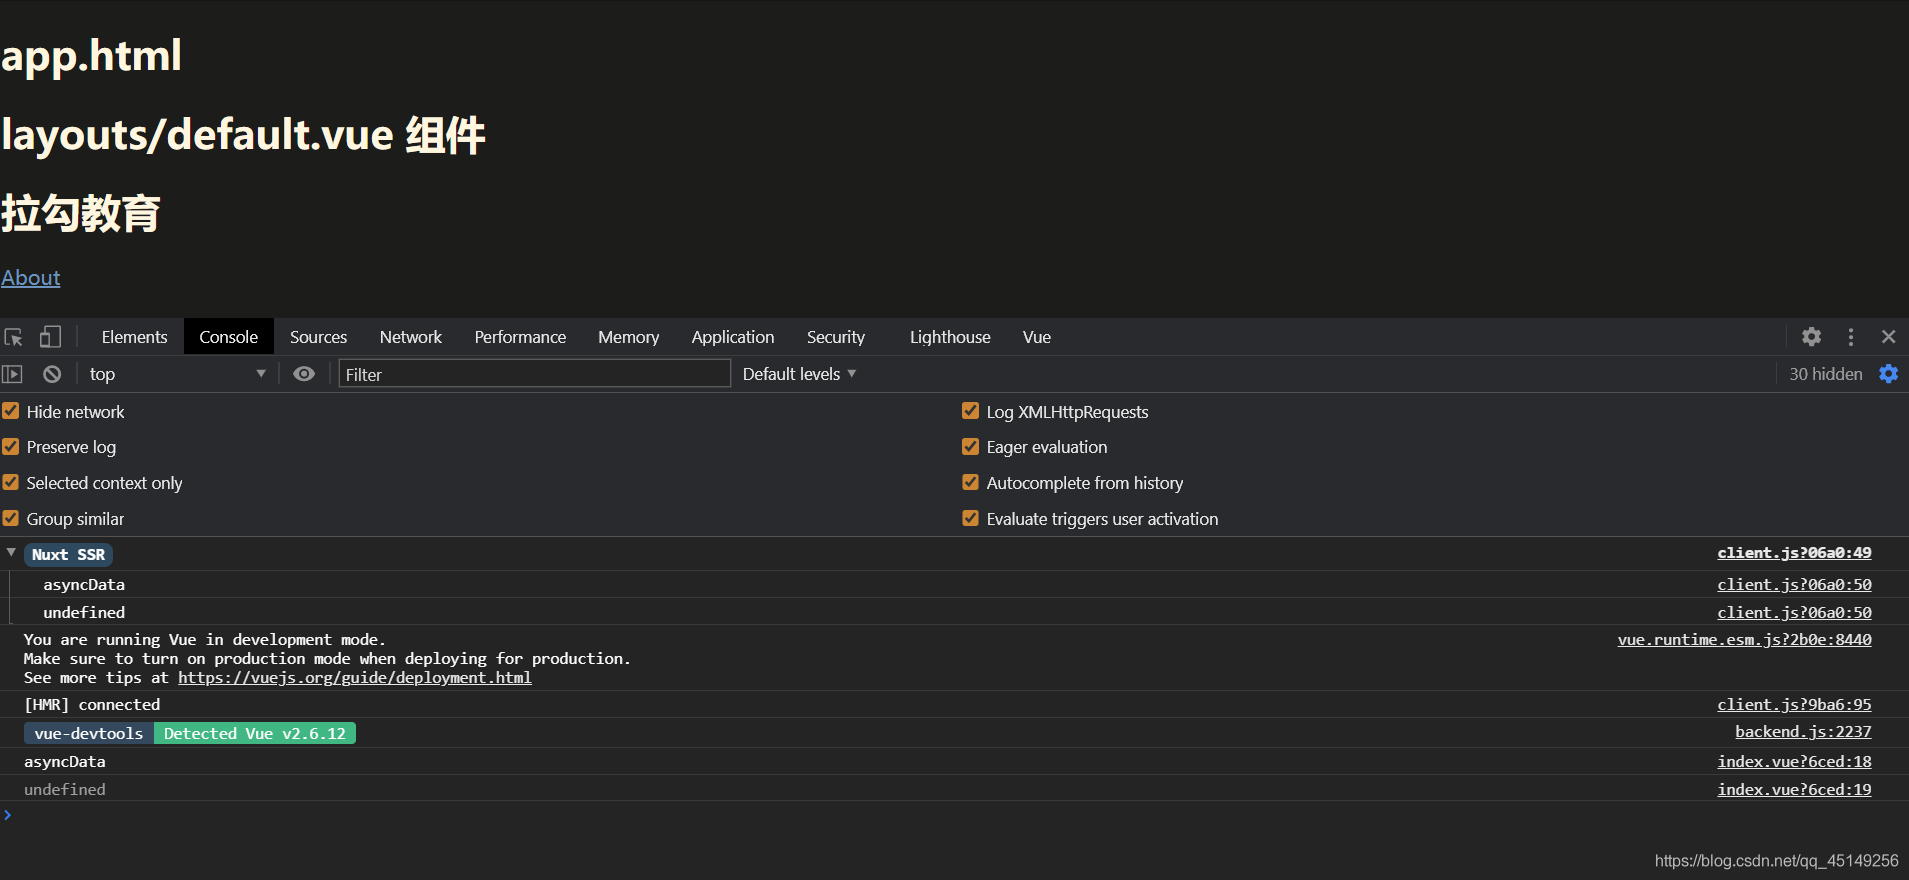 app.html
layouts/default.vue 组件
拉勾教育
About
Elements Console Sources Network Performance Memory Application Security Lighthouse Vue
top Filter Default levels 30 hidden
Hide network Log XMLHttpRequests
Preserve log Eager evaluation
Selected context only Autocomplete from history
Group similar Evaluate triggers user activation
Nuxt SSR client.js?06a0:49
asyncData client.js?06a0:50
undefined client.js?06a0:50
You are running Vue in development mode. vue.runtime.esm.js?2b0e:8440
Make sure to turn on production mode when deploying for production.
See more tips at https://vuejs.org/guide/deployment.html
[HMR] connected client.js?9ba6:95
vue-devtools Detected Vue v2.6.12 backend.js:2237
asyncData index.vue?6ced:18
undefined index.vue?6ced:19
https://blog.csdn.net/qq_45149256